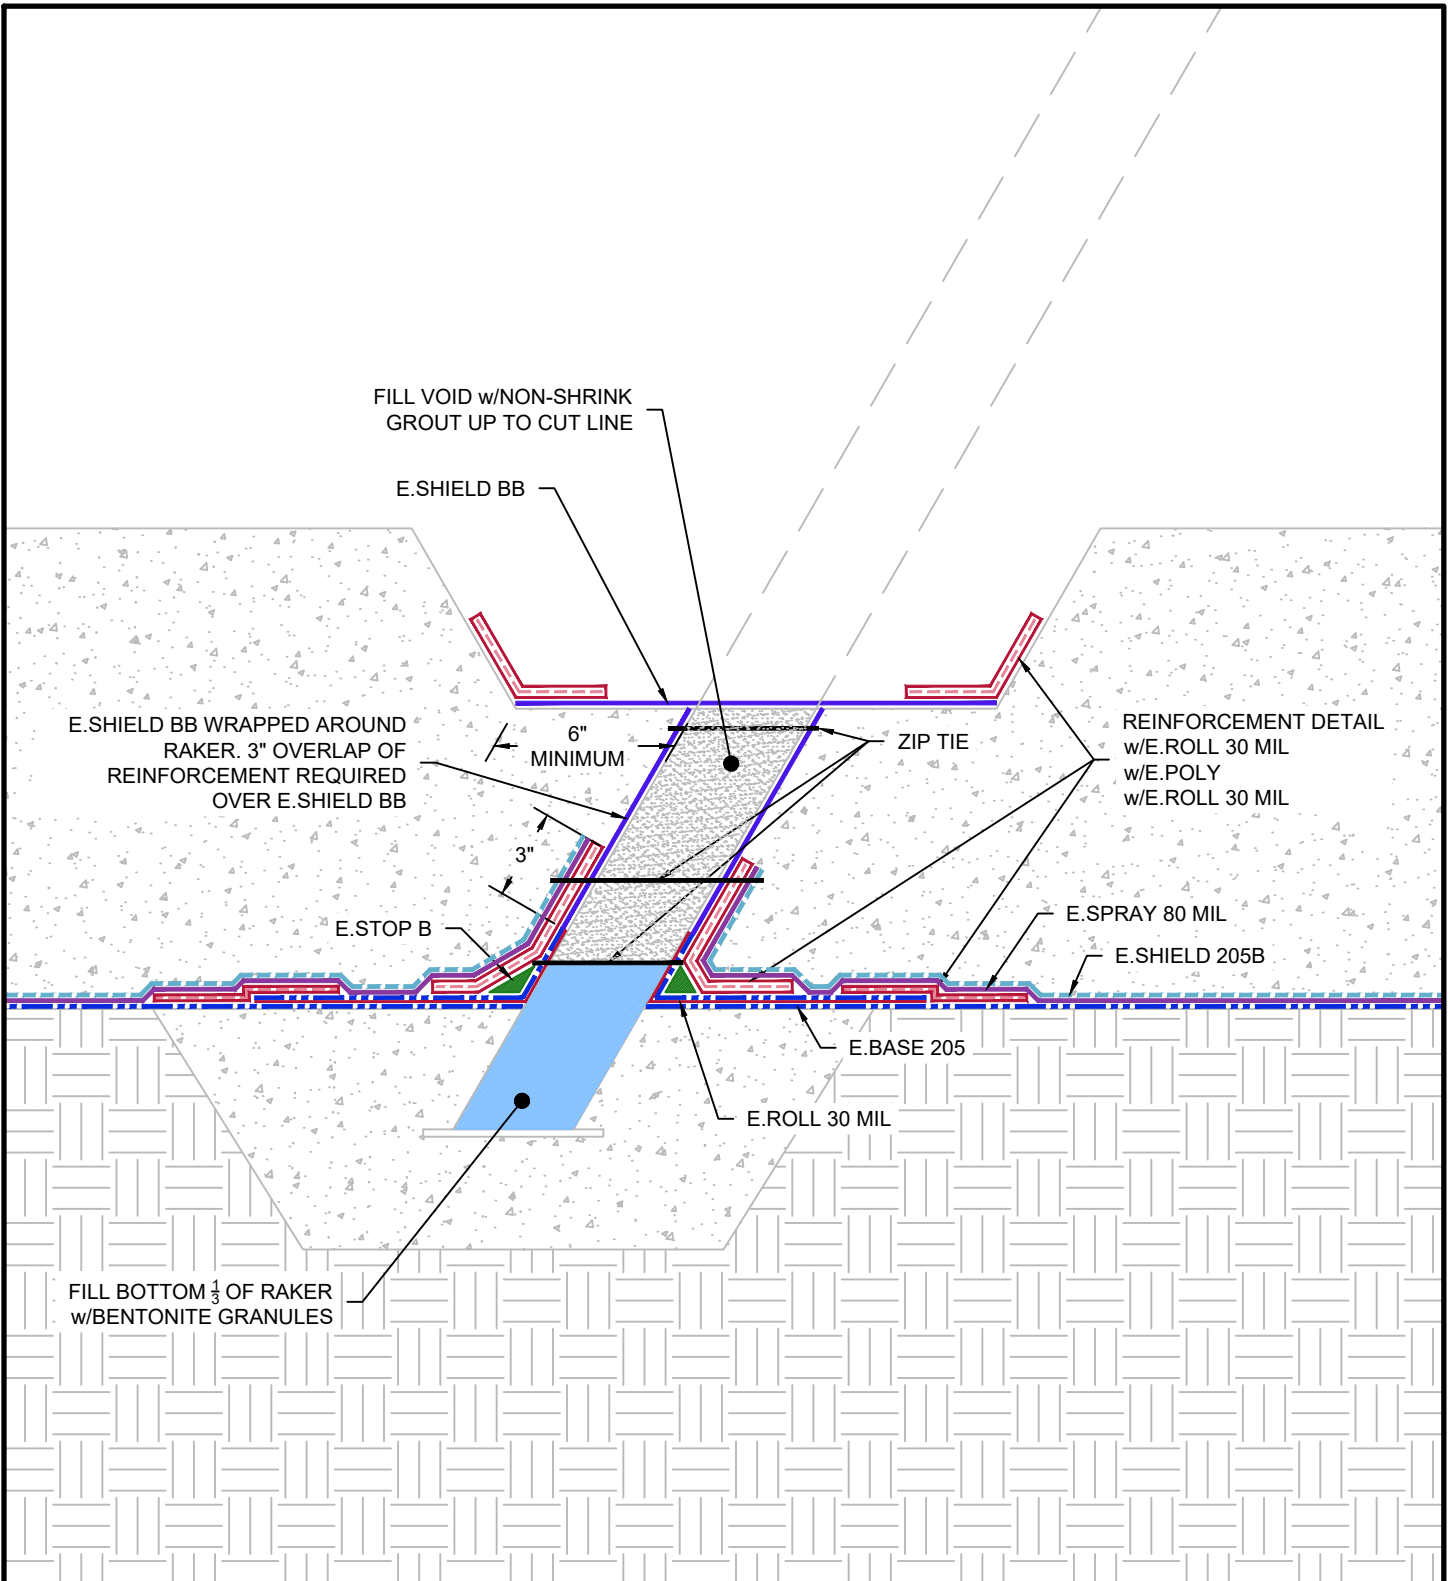 FILL VOID w/NON-SHRINK
GROUT UP TO CUT LINE
E.SHIELD BB
E.SHIELD BB WRAPPED AROUND
RAKER. 3" OVERLAP OF
REINFORCEMENT REQUIRED
OVER E.SHIELD BB
6"
MINIMUM
ZIP TIE
REINFORCEMENT DETAIL
w/E.ROLL 30 MIL
w/E.POLY
w/E.ROLL 30 MIL
3"
E.STOP B
E.SPRAY 80 MIL
E.SHIELD 205B
E.BASE 205
E.ROLL 30 MIL
FILL BOTTOM 1/3 OF RAKER
w/BENTONITE GRANULES